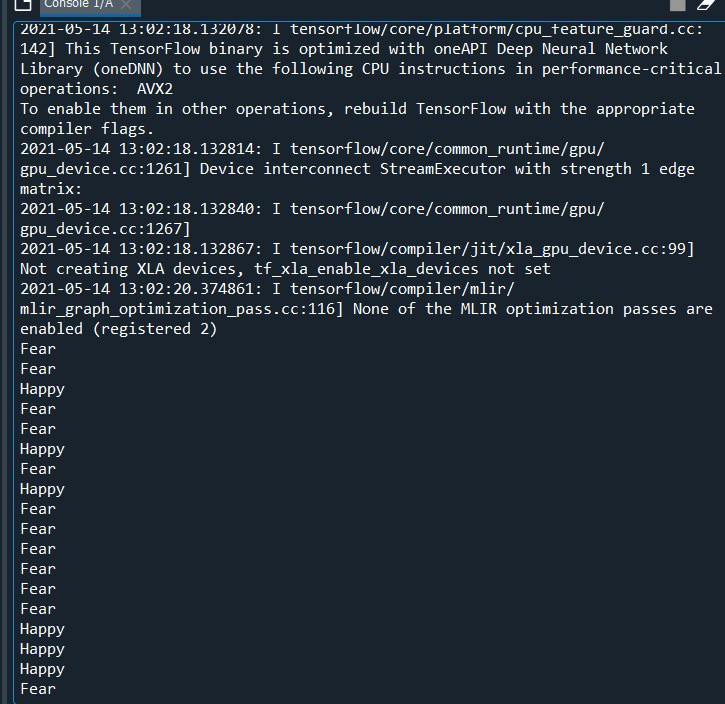 Console 1/A
2021-05-14 13:02:18.132078: I tensorflow/core/platform/cpu_feature_guard.cc:
142] This TensorFlow binary is optimized with oneAPI Deep Neural Network
Library (oneDNN) to use the following CPU instructions in performance-critical
operations:  AVX2
To enable them in other operations, rebuild TensorFlow with the appropriate
compiler flags.
2021-05-14 13:02:18.132814: I tensorflow/core/common_runtime/gpu/
gpu_device.cc:1261] Device interconnect StreamExecutor with strength 1 edge
matrix:
2021-05-14 13:02:18.132840: I tensorflow/core/common_runtime/gpu/
gpu_device.cc:1267]
2021-05-14 13:02:18.132867: I tensorflow/compiler/jit/xla_gpu_device.cc:99]
Not creating XLA devices, tf_xla_enable_xla_devices not set
2021-05-14 13:02:20.374861: I tensorflow/compiler/mlir/
mlir_graph_optimization_pass.cc:116] None of the MLIR optimization passes are
enabled (registered 2)
Fear
Fear
Happy
Fear
Fear
Happy
Fear
Happy
Fear
Fear
Fear
Fear
Fear
Fear
Happy
Happy
Happy
Fear